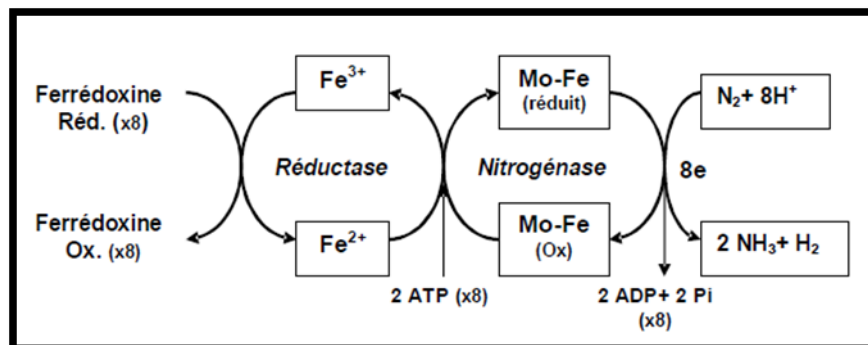 Ferrédoxine
Réd. (x8)
Fe³⁺
Mo-Fe
(réduit)
N₂+ 8H⁺
Réductase
Nitrogénase
8e
Ferrédoxine
Ox. (x8)
Fe²⁺
Mo-Fe
(Ox)
2 NH₃+ H₂
2 ATP (x8)
2 ADP+ 2 Pi
(x8)